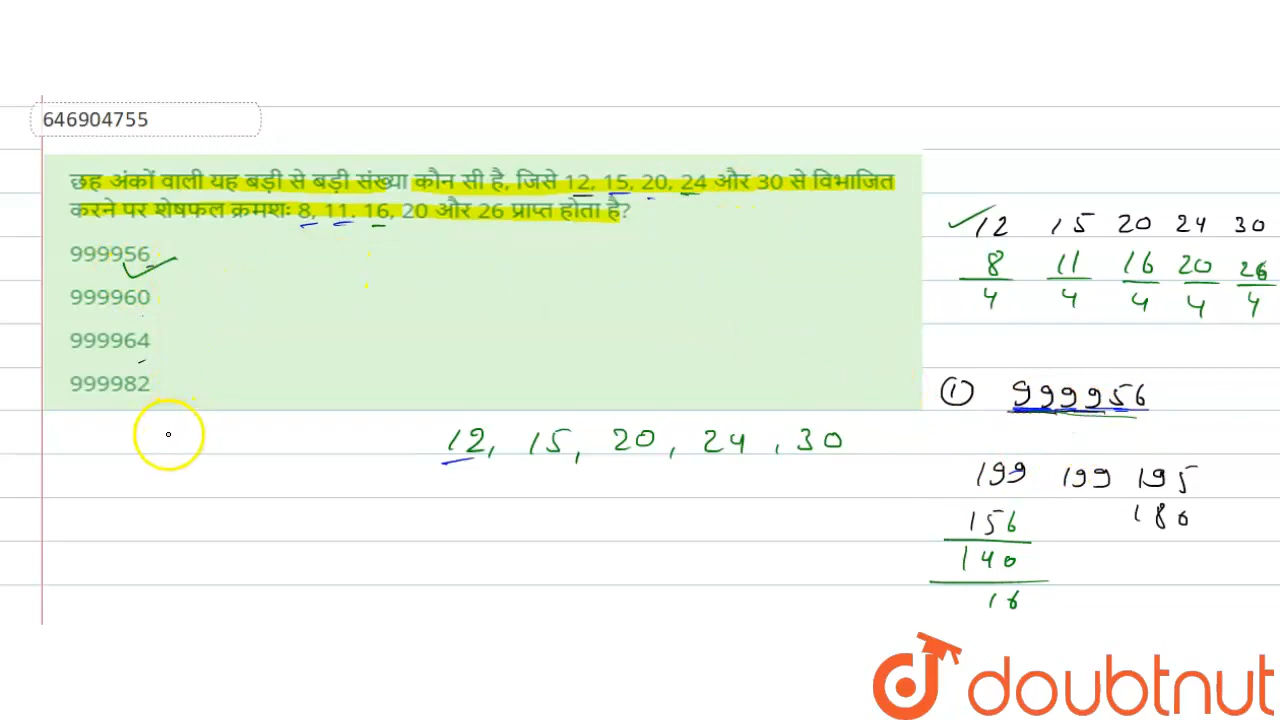 646904755
छह अंकों वाली यह बड़ी से बड़ी संख्या कौन सी है, जिसे 12, 15, 20, 24 और 30 से विभाजित
करने पर शेषफल क्रमशः 8, 11. 16, 20 और 26 प्राप्त होता है?
999956
999960
999964
999982
12, 15, 20, 24, 30
12 15 20 24 30
8 11 16 20 26
4 4 4 4 4
① 999956
199 199 195
156 180
140
16
doubtnut